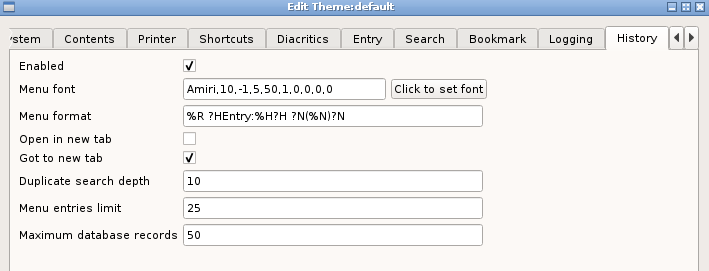 Edit Theme:default
ystem Contents Printer Shortcuts Diacritics Entry Search Bookmark Logging History
Enabled
Menu font Amiri,10,-1,5,50,1,0,0,0,0 Click to set font
Menu format %R ?HEntry:%H?H ?N(%N)?N
Open in new tab
Got to new tab
Duplicate search depth 10
Menu entries limit 25
Maximum database records 50